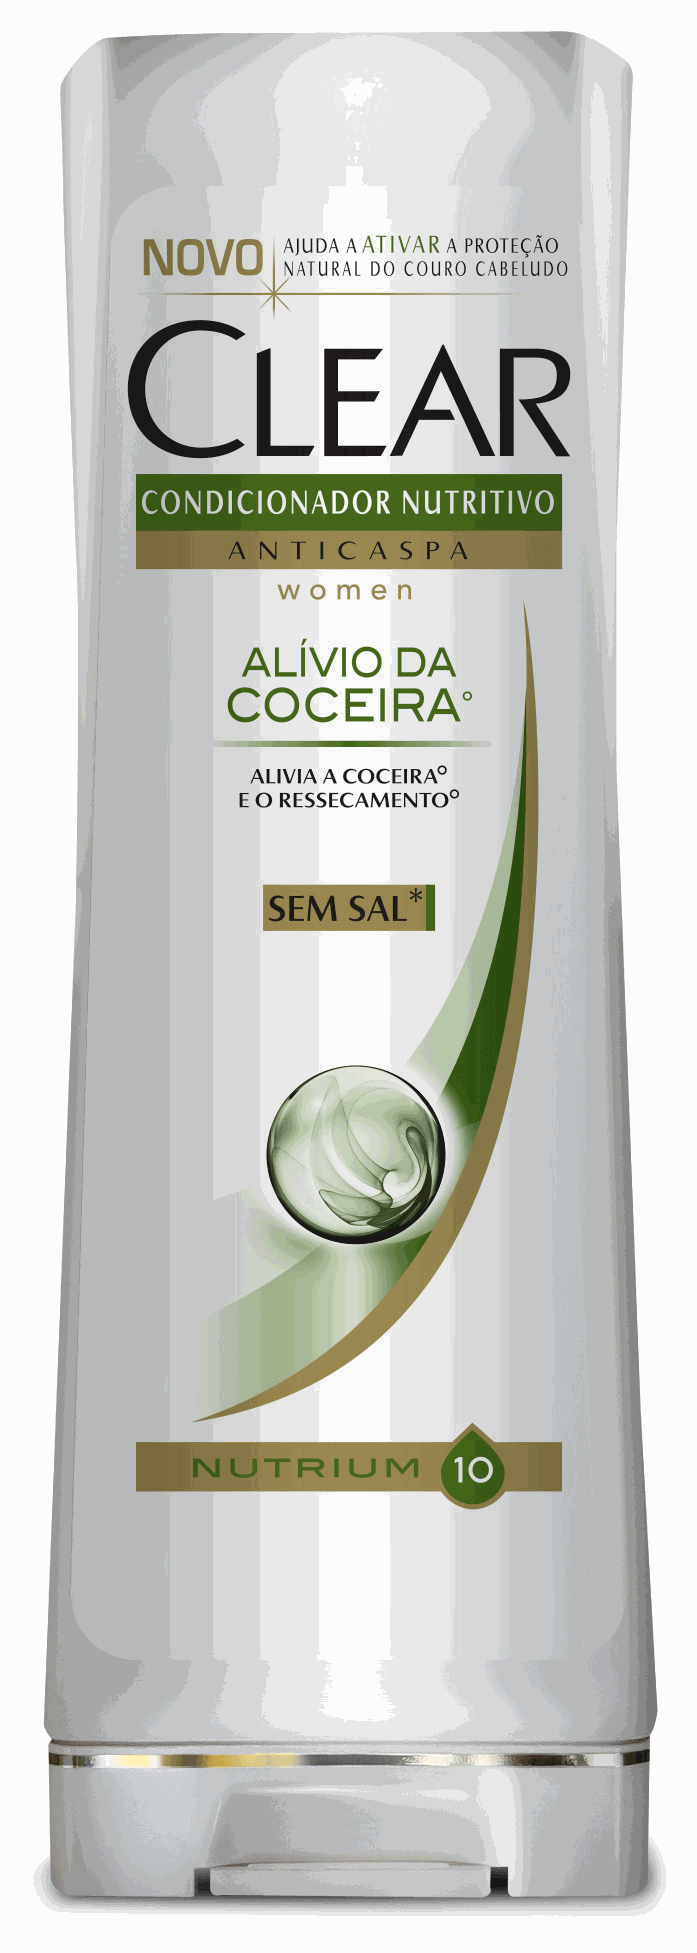 NOVO
AJUDA A ATIVAR A PROTEÇÃO
NATURAL DO COURO CABELUDO
CLEAR
CONDICIONADOR NUTRITIVO
ANTICASPA
women
ALÍVIO DA
COCEIRA°
ALIVIA A COCEIRA°
E O RESSECAMENTO°
SEM SAL*
NUTRIUM 10